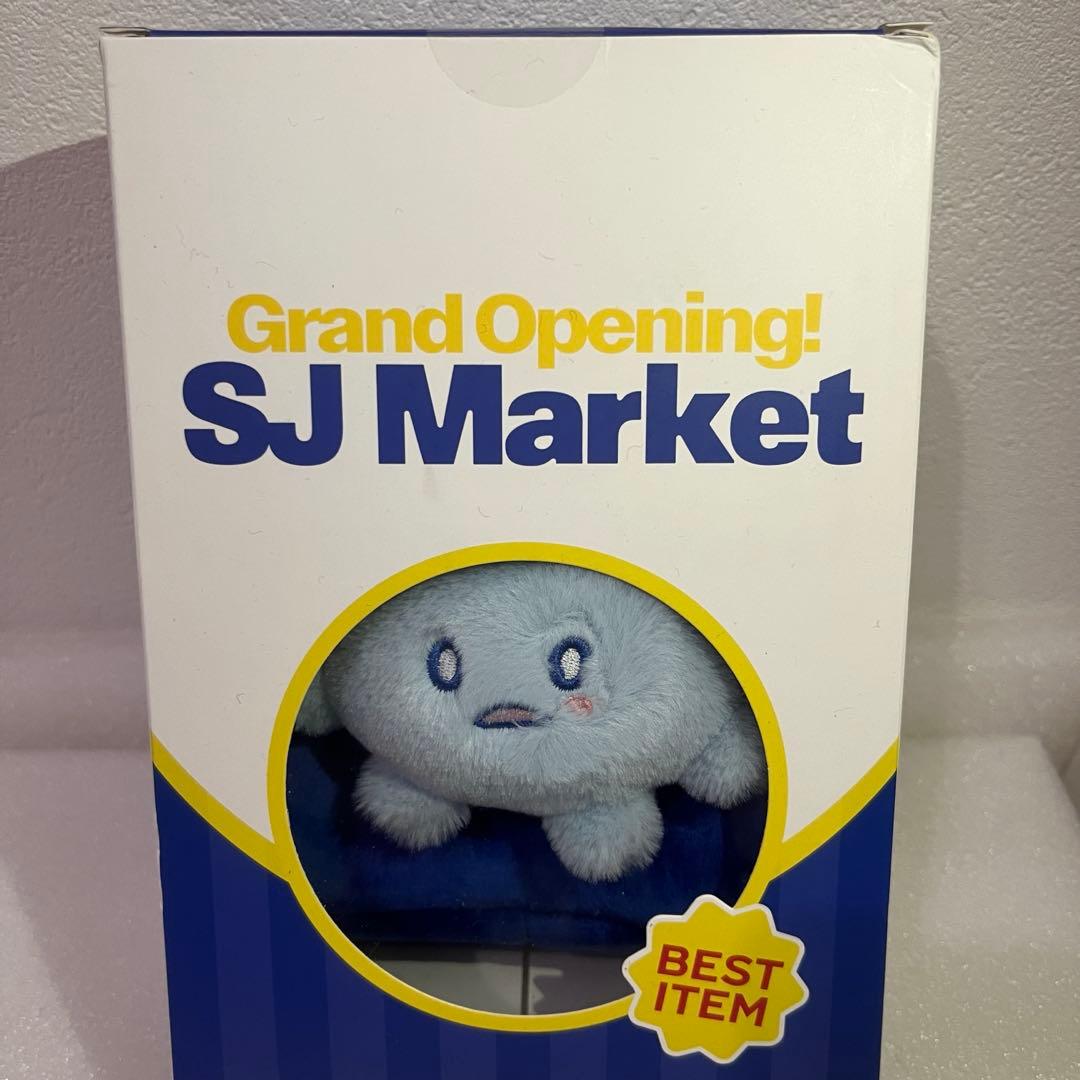 Grand Opening!
SJ Market
BEST
ITEM